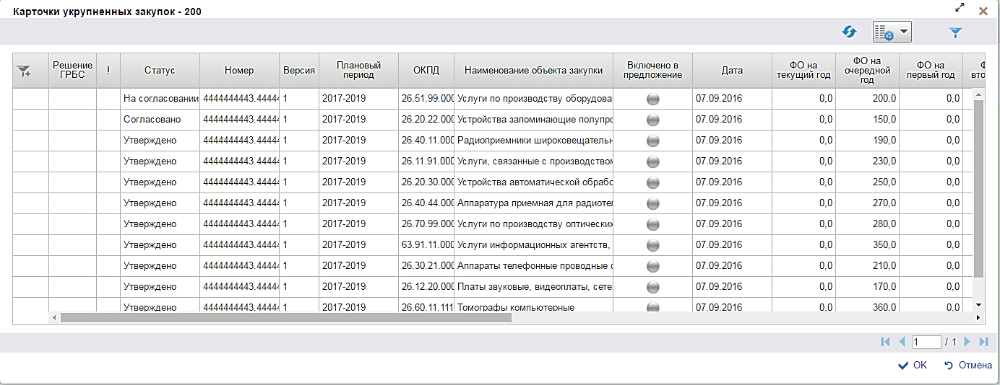 Карточки укрупненных закупок - 200
Решение ГРБС ! Статус Номер Версия Плановый период ОКПД Наименование объекта закупки Включено в предложение Дата ФО на текущий год ФО на очередной год ФО на первый год
На согласовании 4444444443.44444 1 2017-2019 26.51.99.000 Услуги по производству оборудова 07.09.2016 0,0 200,0 0,0
Согласовано 4444444443.44444 1 2017-2019 26.20.22.000 Устройства запоминающие полупро 07.09.2016 0,0 150,0 0,0
Утверждено 4444444443.44444 1 2017-2019 26.40.11.000 Радиоприемники широковещательн 07.09.2016 0,0 190,0 0,0
Утверждено 4444444443.44444 1 2017-2019 26.11.91.000 Услуги, связанные с производством 07.09.2016 0,0 230,0 0,0
Утверждено 4444444443.44444 1 2017-2019 26.20.30.000 Устройства автоматической обрабо 07.09.2016 0,0 250,0 0,0
Утверждено 4444444443.44444 1 2017-2019 26.40.44.000 Аппаратура приемная для радиотел 07.09.2016 0,0 270,0 0,0
Утверждено 4444444443.44444 1 2017-2019 26.70.99.000 Услуги по производству оптических 07.09.2016 0,0 280,0 0,0
Утверждено 4444444443.44444 1 2017-2019 63.91.11.000 Услуги информационных агентств, 07.09.2016 0,0 350,0 0,0
Утверждено 4444444443.44444 1 2017-2019 26.30.21.000 Аппараты телефонные проводные с 07.09.2016 0,0 210,0 0,0
Утверждено 4444444443.44444 1 2017-2019 26.12.20.000 Платы звуковые, видеоплаты, сете 07.09.2016 0,0 170,0 0,0
Утверждено 4444444443.44444 1 2017-2019 26.60.11.111 Томографы компьютерные 07.09.2016 0,0 360,0 0,0
1 / 1
OK Отмена